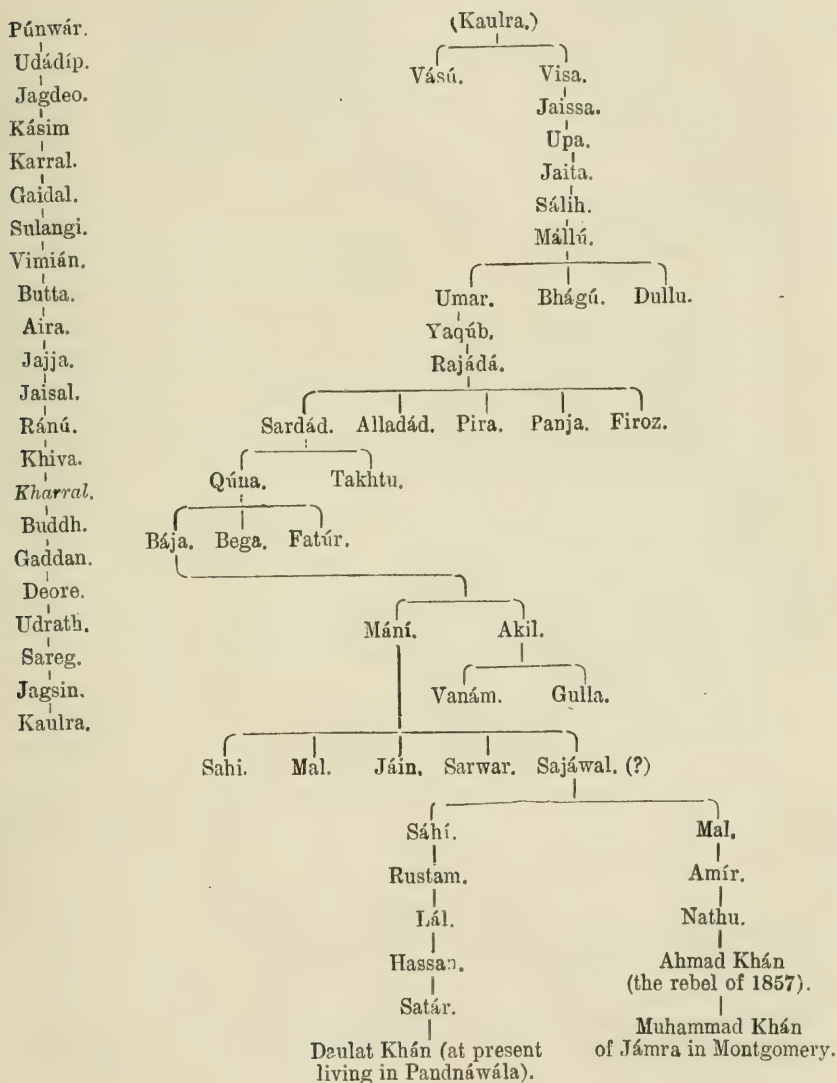 Púnwár.
Udádíp.
Jagdeo.
Kásim
Karral.
Gaidal.
Sulangi.
Vimián.
Butta.
Aira.
Jajja.
Jaisal.
Ránú.
Khiva.
Kharral.
Buddh.
Gaddan.
Deore.
Udrath.
Sareg.
Jagsin.
Kaulra.
(Kaulra.)
Vású. Visa.
Jaissa.
Upa.
Jaita.
Sálih.
Mállú.
Umar. Bhágú. Dullu.
Yaqúb.
Rajádá.
Sardád. Alladád. Pira. Panja. Firoz.
Qúna. Takhtu.
Bája. Bega. Fatúr.
Mání. Akil.
Vanám. Gulla.
Sahi. Mal. Jáin. Sarwar. Sajáwal. (?)
Sáhí. Mal.
Rustam. Amír.
Lál. Nathu.
Hassan. Ahmad Khán
(the rebel of 1857).
Satár.
Muhammad Khán
of Jámra in Montgomery.
Daulat Khán (at present
living in Pandnáwála).